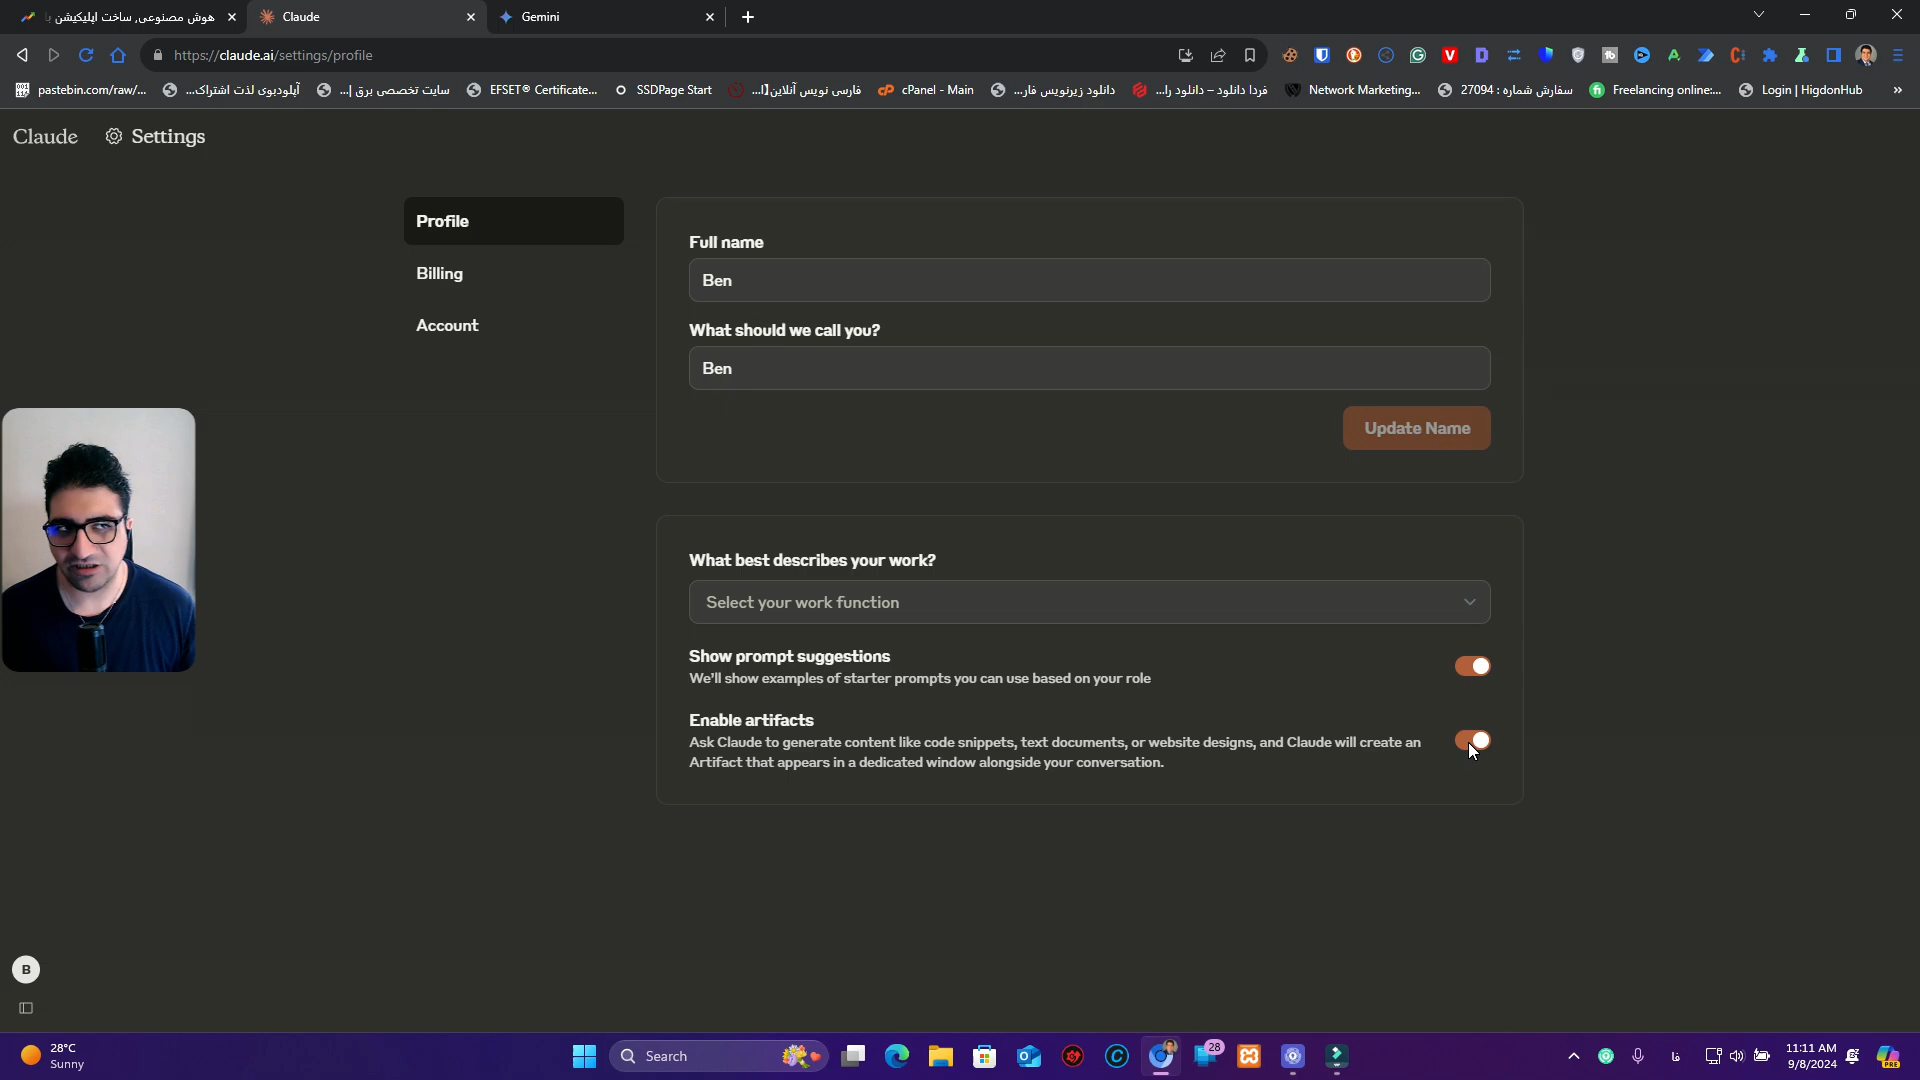 هوش مصنوعی, ساخت اپلیکیشن با
Claude
Gemini
https://claude.ai/settings/profile
pastebin.com/raw/...
آپلودبوی لذت اشتراک...
سایت تخصصی برق |...
EFSET® Certificate...
SSDPage Start
فارسی نویس آنلاین【ا...
cPanel - Main
دانلود زیرنویس فار...
فردا دانلود – دانلود را...
Network Marketing...
سفارش شماره : 27094
Freelancing online:...
Login | HigdonHub
»
Claude
Settings
Profile
Billing
Account
Full name
Ben
What should we call you?
Ben
Update Name
What best describes your work?
Select your work function
Show prompt suggestions
We'll show examples of starter prompts you can use based on your role
Enable artifacts
Ask Claude to generate content like code snippets, text documents, or website designs, and Claude will create an
Artifact that appears in a dedicated window alongside your conversation.
B
28°C
Sunny
Search
28
فا
11:11 AM
9/8/2024
PRE